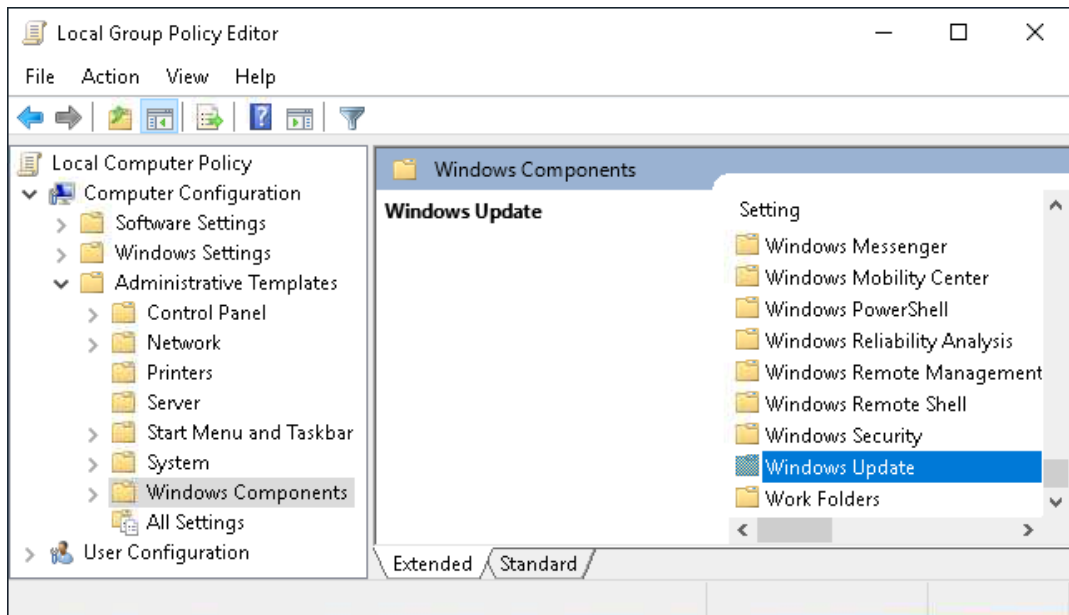 Local Group Policy Editor
File Action View Help
Local Computer Policy
Computer Configuration
Software Settings
Windows Settings
Administrative Templates
Control Panel
Network
Printers
Server
Start Menu and Taskbar
System
Windows Components
All Settings
User Configuration
Windows Components
Windows Update
Setting
Windows Messenger
Windows Mobility Center
Windows PowerShell
Windows Reliability Analysis
Windows Remote Management
Windows Remote Shell
Windows Security
Windows Update
Work Folders
Extended Standard